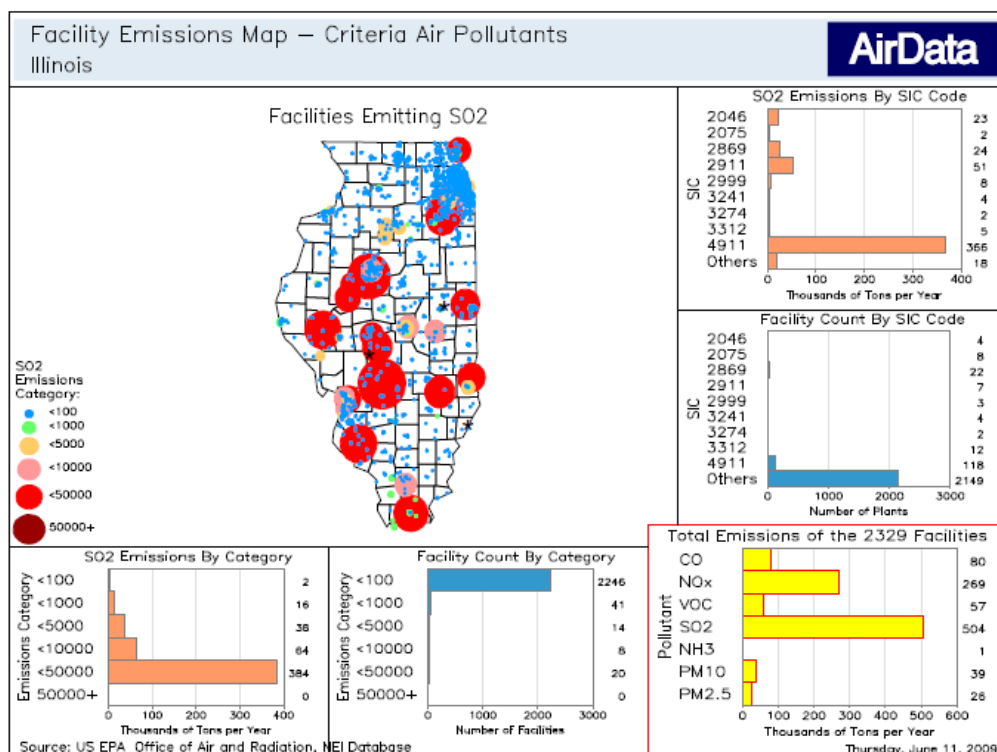 Facility Emissions Map – Criteria Air Pollutants
Illinois
AirData
Facilities Emitting SO2
SO2
Emissions
Category:
<100
<1000
<5000
<10000
<50000
50000+
SO2 Emissions By SIC Code
SIC
2046 23
2075 2
2869 24
2911 51
2999 8
3241 4
3274 2
3312 5
4911 366
Others 18
0 100 200 300 400
Thousands of Tons per Year
Facility Count By SIC Code
SIC
2046 4
2075 8
2869 22
2911 7
2999 3
3241 4
3274 2
3312 12
4911 118
Others 2149
0 1000 2000 3000
Number of Plants
SO2 Emissions By Category
Emissions Category
<100 2
<1000 16
<5000 38
<10000 64
<50000 384
50000+ 0
0 100 200 300 400
Thousands of Tons per Year
Facility Count By Category
Emissions Category
<100 2246
<1000 41
<5000 14
<10000 8
<50000 20
50000+ 0
0 1000 2000 3000
Number of Facilities
Total Emissions of the 2329 Facilities
Pollutant
CO 80
NOx 269
VOC 57
SO2 504
NH3 1
PM10 39
PM2.5 26
0 100 200 300 400 500 600
Thousands of Tons per Year
Source: US EPA Office of Air and Radiation, NEI Database
Thursday, June 11, 2009